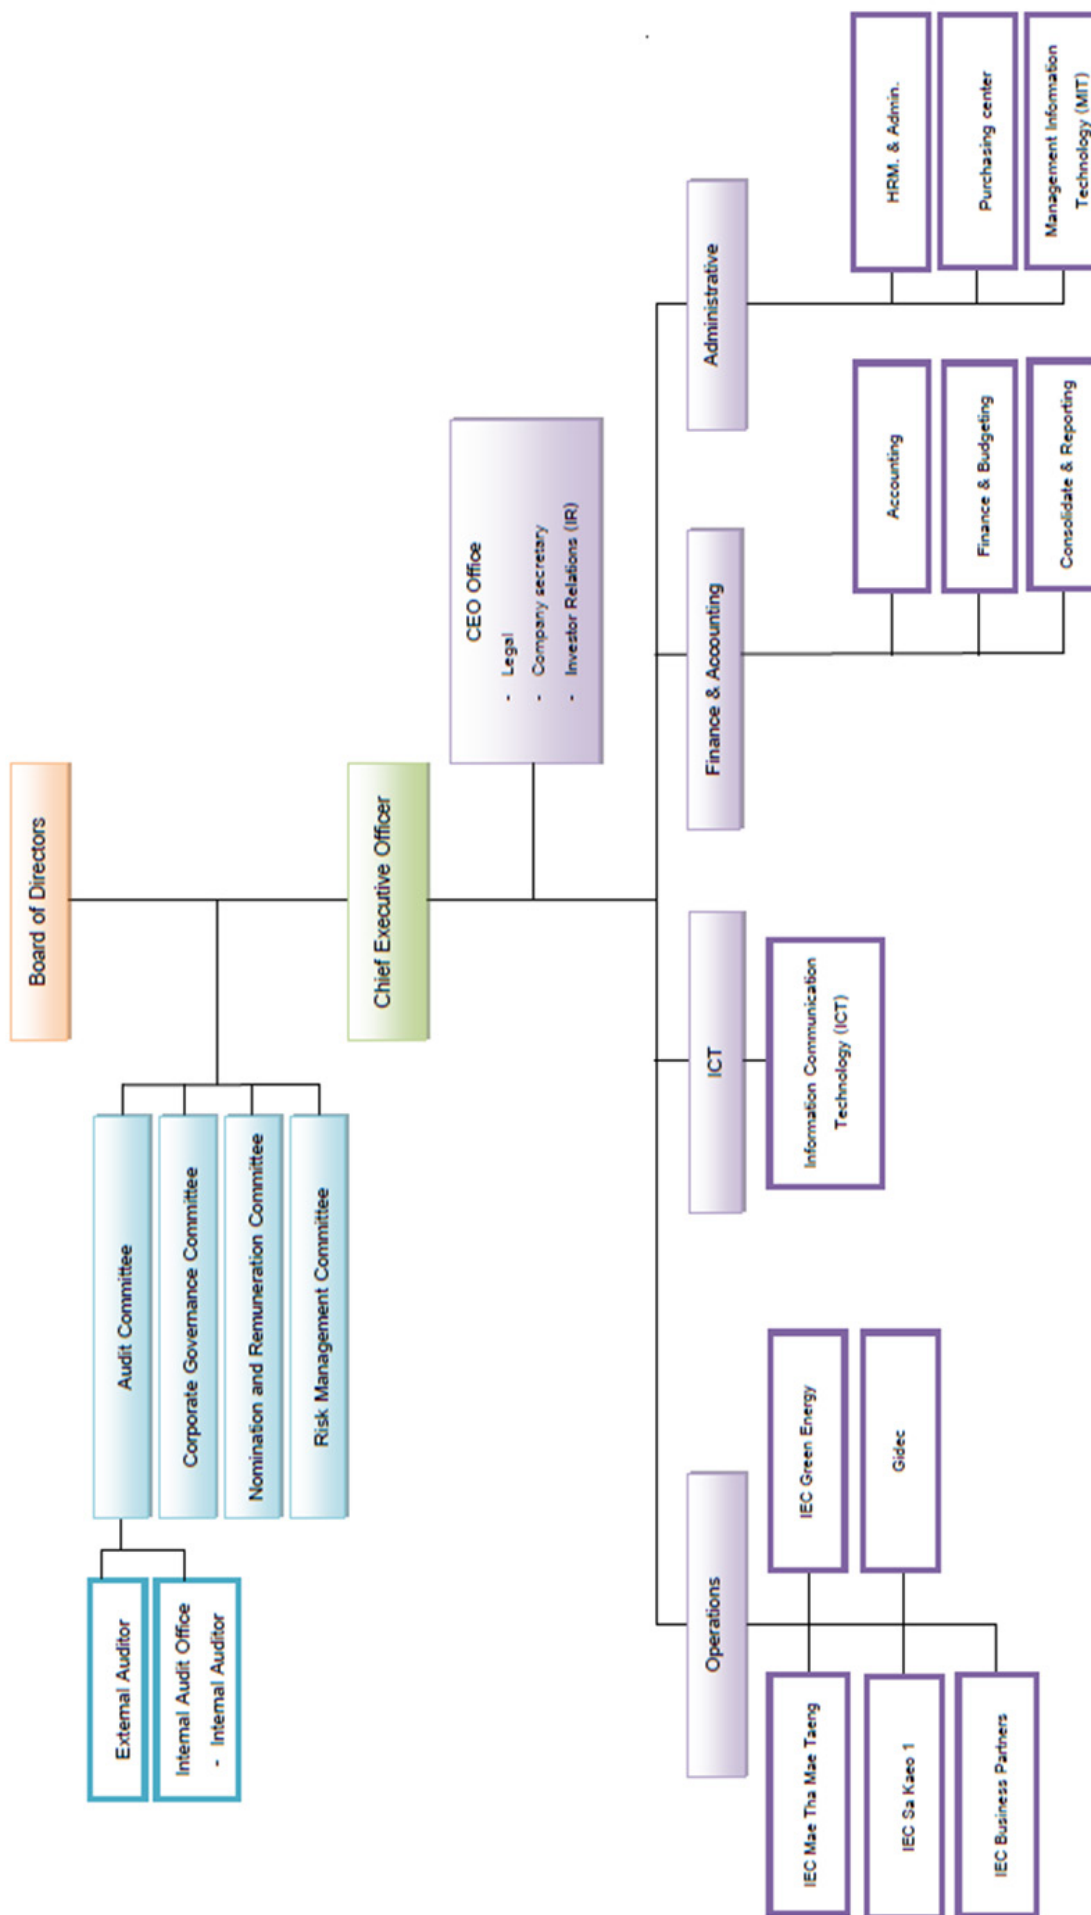 Board of Directors
External Auditor
Internal Audit Office
- Internal Auditor
Audit Committee
Corporate Governance Committee
Nomination and Remuneration Committee
Risk Management Committee
Chief Executive Officer
CEO Office
- Legal
- Company secretary
- Investor Relations (IR)
Operations
ICT
Finance & Accounting
Administrative
IEC Mae Tha Mae Taeng
IEC Green Energy
IEC Sa Kaeo 1
Gidec
IEC Business Partners
Information Communication
Technology (ICT)
Accounting
Finance & Budgeting
Consolidate & Reporting
HRM. & Admin.
Purchasing center
Management Information
Technology (MIT)